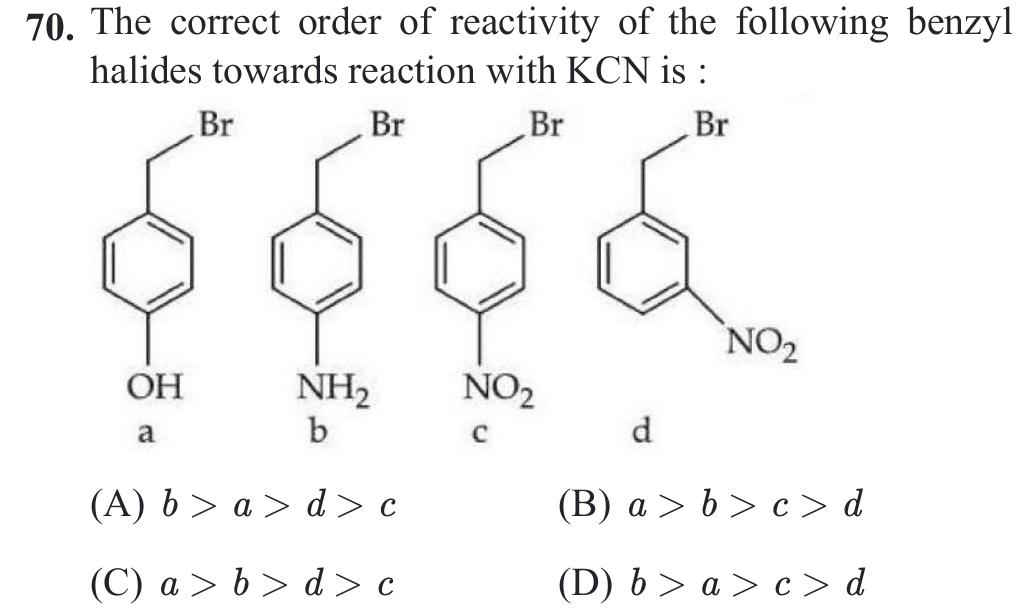 70. The correct order of reactivity of the following benzyl
halides towards reaction with KCN is :
Br Br Br Br
NO₂
OH NH₂ NO₂
a b c d
(A) b > a > d > c (B) a > b > c > d
(C) a > b > d > c (D) b > a > c > d